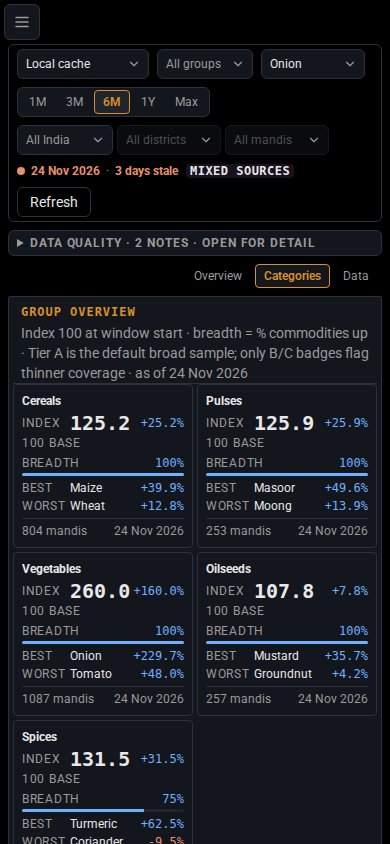 Local cache All groups Onion
1M 3M 6M 1Y Max
All India All districts All mandis
24 Nov 2026 · 3 days stale MIXED SOURCES
Refresh
DATA QUALITY · 2 NOTES · OPEN FOR DETAIL
Overview Categories Data
GROUP OVERVIEW
Index 100 at window start · breadth = % commodities up
· Tier A is the default broad sample; only B/C badges flag
thinner coverage · as of 24 Nov 2026
Cereals
INDEX 125.2 +25.2%
100 BASE
BREADTH 100%
BEST Maize +39.9%
WORST Wheat +12.8%
804 mandis 24 Nov 2026
Pulses
INDEX 125.9 +25.9%
100 BASE
BREADTH 100%
BEST Masoor +49.6%
WORST Moong +13.9%
253 mandis 24 Nov 2026
Vegetables
INDEX 260.0 +160.0%
100 BASE
BREADTH 100%
BEST Onion +229.7%
WORST Tomato +48.0%
1087 mandis 24 Nov 2026
Oilseeds
INDEX 107.8 +7.8%
100 BASE
BREADTH 100%
BEST Mustard +35.7%
WORST Groundnut +4.2%
257 mandis 24 Nov 2026
Spices
INDEX 131.5 +31.5%
100 BASE
BREADTH 75%
BEST Turmeric +62.5%
WORST Coriander -9.5%